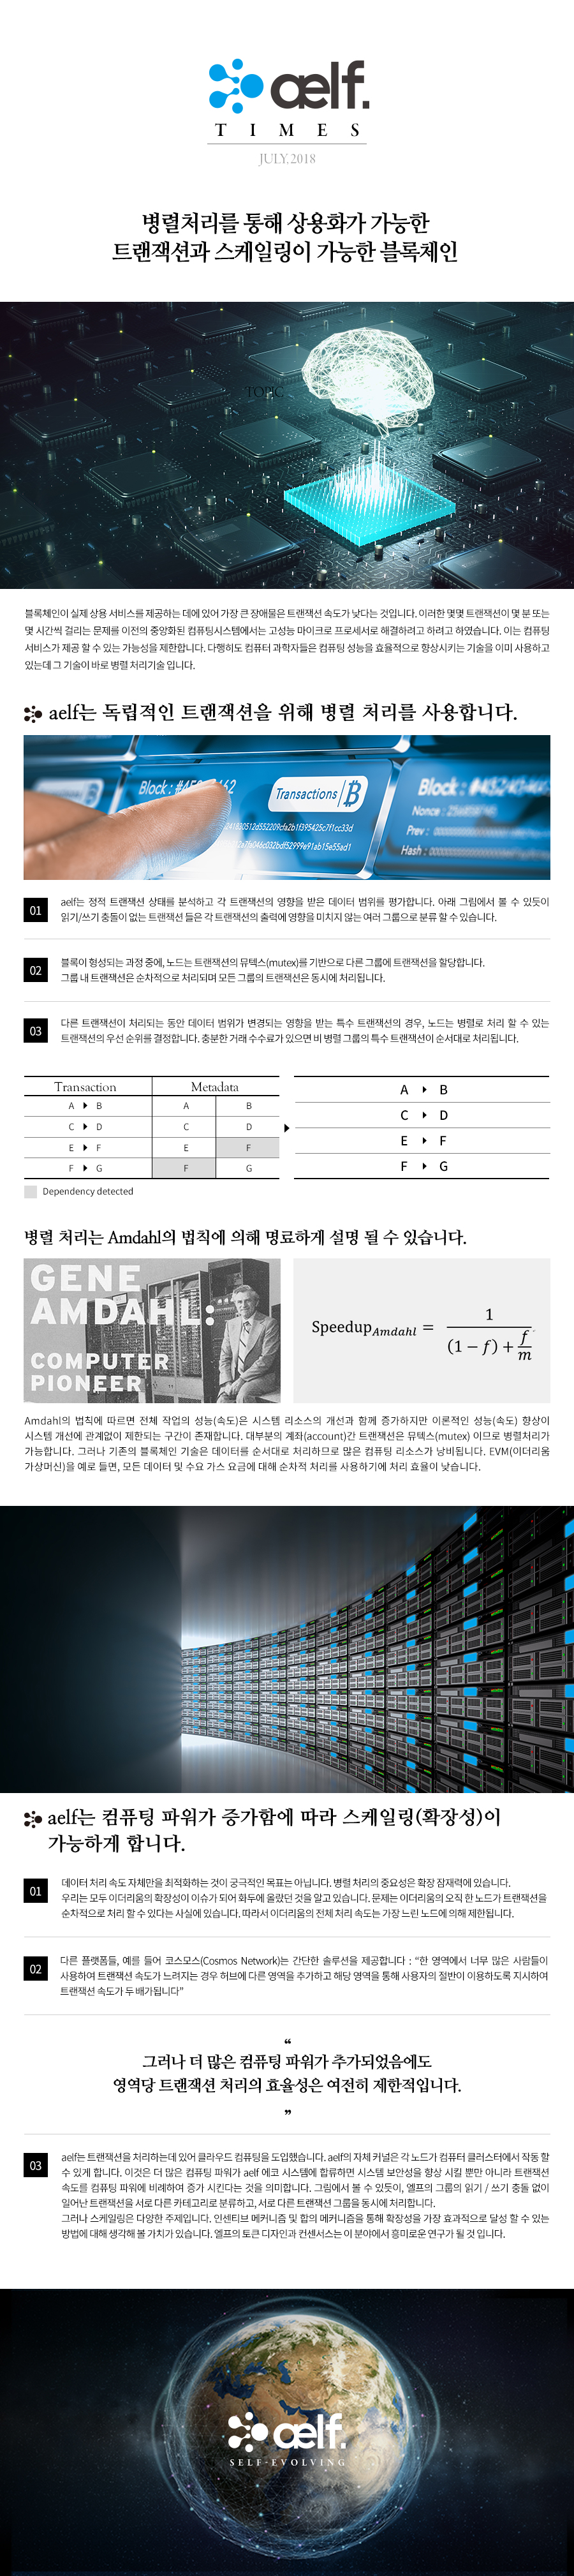 aelf.
TIMES
JULY.2018
병렬처리를 통해 상용화가 가능한
트랜잭션과 스케일링이 가능한 블록체인
TOPIC
블록체인이 실제 상용 서비스를 제공하는 데에 있어 가장 큰 장애물은 트랜잭션 속도가 낮다는 것입니다. 이러한 몇몇 트랜잭션이 몇 분 또는
몇 시간씩 걸리는 문제를 이전의 중앙화된 컴퓨팅시스템에서는 고성능 마이크로 프로세서로 해결하려고 하려고 하였습니다. 이는 컴퓨팅
서비스가 제공 할 수 있는 가능성을 제한합니다. 다행히도 컴퓨터 과학자들은 컴퓨팅 성능을 효율적으로 향상시키는 기술을 이미 사용하고
있는데 그 기술이 바로 병렬 처리기술 입니다.
aelf는 독립적인 트랜잭션을 위해 병렬 처리를 사용합니다.
Transactions
Block :
Nonce :
Prev :
Hash :
01
aelf는 정적 트랜잭션 상태를 분석하고 각 트랜잭션의 영향을 받은 데이터 범위를 평가합니다. 아래 그림에서 볼 수 있듯이
읽기/쓰기 충돌이 없는 트랜잭션 들은 각 트랜잭션의 출력에 영향을 미치지 않는 여러 그룹으로 분류 할 수 있습니다.
02
블록이 형성되는 과정 중에, 노드는 트랜잭션의 뮤텍스(mutex)를 기반으로 다른 그룹에 트랜잭션을 할당합니다.
그룹 내 트랜잭션은 순차적으로 처리되며 모든 그룹의 트랜잭션은 동시에 처리됩니다.
03
다른 트랜잭션이 처리되는 동안 데이터 범위가 변경되는 영향을 받는 특수 트랜잭션의 경우, 노드는 병렬로 처리 할 수 있는
트랜잭션의 우선 순위를 결정합니다. 충분한 거래 수수료가 있으면 비 병렬 그룹의 특수 트랜잭션이 순서대로 처리됩니다.
Transaction Metadata
A ▶ B A B
C ▶ D C D
E ▶ F E F
F ▶ G F G
Dependency detected
A ▶ B
C ▶ D
E ▶ F
F ▶ G
병렬 처리는 Amdahl의 법칙에 의해 명료하게 설명 될 수 있습니다.
GENE
AMDAHL:
COMPUTER
PIONEER
Speedup Amdahl = 1 / ((1 − f) + f/m)
Amdahl의 법칙에 따르면 전체 작업의 성능(속도)은 시스템 리소스의 개선과 함께 증가하지만 이론적인 성능(속도) 향상이
시스템 개선에 관계없이 제한되는 구간이 존재합니다. 대부분의 계좌(account)간 트랜잭션은 뮤텍스(mutex) 이므로 병렬처리가
가능합니다. 그러나 기존의 블록체인 기술은 데이터를 순서대로 처리하므로 많은 컴퓨팅 리소스가 낭비됩니다. EVM(이더리움
가상머신)을 예로 들면, 모든 데이터 및 수요 가스 요금에 대해 순차적 처리를 사용하기에 처리 효율이 낮습니다.
aelf는 컴퓨팅 파워가 증가함에 따라 스케일링(확장성)이
가능하게 합니다.
01
데이터 처리 속도 자체만을 최적화하는 것이 궁극적인 목표는 아닙니다. 병렬 처리의 중요성은 확장 잠재력에 있습니다.
우리는 모두 이더리움의 확장성이 이슈가 되어 화두에 올랐던 것을 알고 있습니다. 문제는 이더리움의 오직 한 노드가 트랜잭션을
순차적으로 처리 할 수 있다는 사실에 있습니다. 따라서 이더리움의 전체 처리 속도는 가장 느린 노드에 의해 제한됩니다.
02
다른 플랫폼들, 예를 들어 코스모스(Cosmos Network)는 간단한 솔루션을 제공합니다 : “한 영역에서 너무 많은 사람들이
사용하여 트랜잭션 속도가 느려지는 경우 허브에 다른 영역을 추가하고 해당 영역을 통해 사용자의 절반이 이용하도록 지시하여
트랜잭션 속도가 두 배가됩니다”
“
그러나 더 많은 컴퓨팅 파워가 추가되었음에도
영역당 트랜잭션 처리의 효율성은 여전히 제한적입니다.
”
03
aelf는 트랜잭션을 처리하는데 있어 클라우드 컴퓨팅을 도입했습니다. aelf의 자체 커널은 각 노드가 컴퓨터 클러스터에서 작동 할
수 있게 합니다. 이것은 더 많은 컴퓨팅 파워가 aelf 에코 시스템에 합류하면 시스템 보안성을 향상 시킬 뿐만 아니라 트랜잭션
속도를 컴퓨팅 파워에 비례하여 증가 시킨다는 것을 의미합니다. 그림에서 볼 수 있듯이, 엘프의 그룹의 읽기 / 쓰기 충돌 없이
일어난 트랜잭션을 서로 다른 카테고리로 분류하고, 서로 다른 트랜잭션 그룹을 동시에 처리합니다.
그러나 스케일링은 다양한 주제입니다. 인센티브 메커니즘 및 합의 메커니즘을 통해 확장성을 가장 효과적으로 달성 할 수 있는
방법에 대해 생각해 볼 가치가 있습니다. 엘프의 토큰 디자인과 컨센서스는 이 분야에서 흥미로운 연구가 될 것 입니다.
aelf.
SELF-EVOLVING